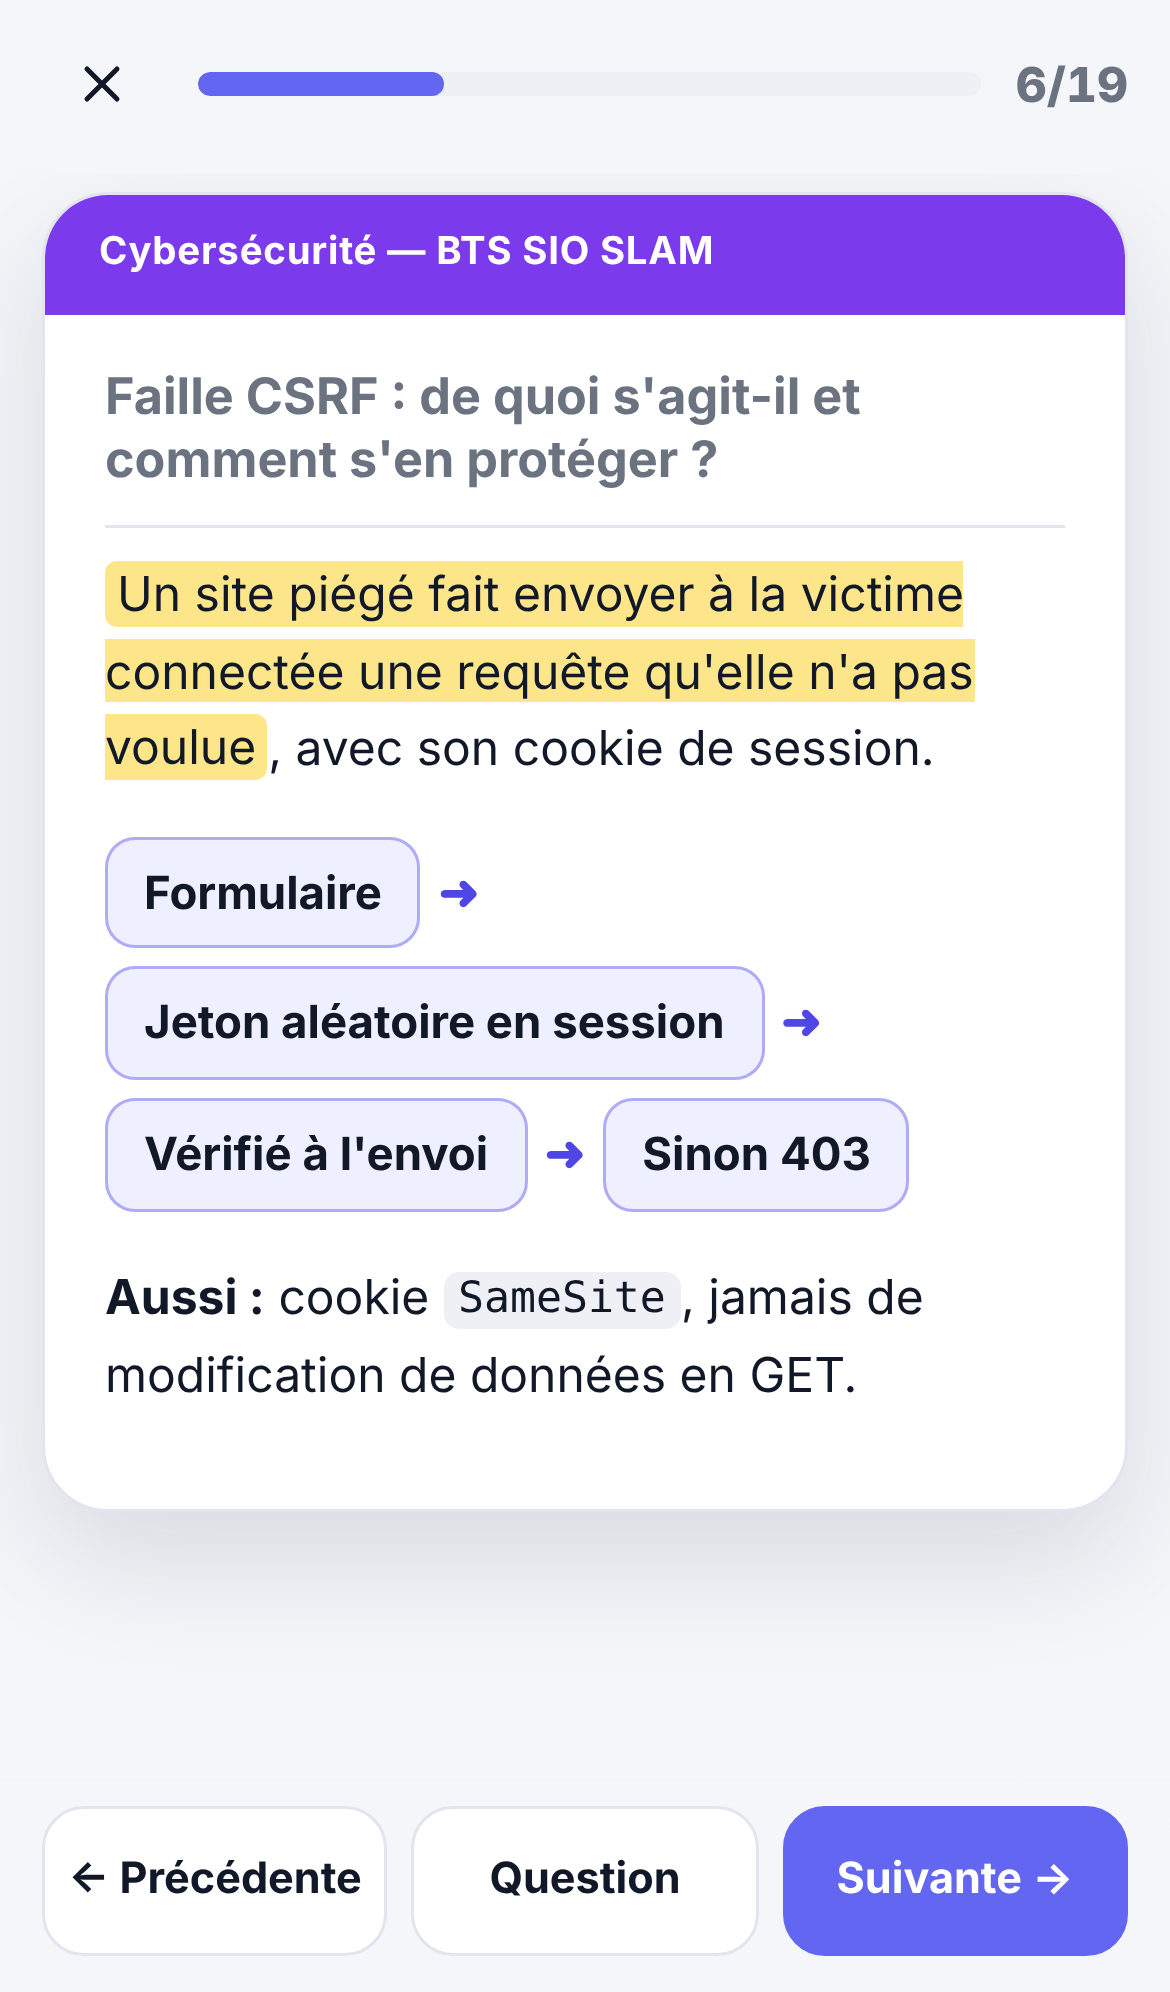 6/19
Cybersécurité — BTS SIO SLAM
Faille CSRF : de quoi s'agit-il et
comment s'en protéger ?
Un site piégé fait envoyer à la victime
connectée une requête qu'elle n'a pas
voulue , avec son cookie de session.
Formulaire ➜
Jeton aléatoire en session ➜
Vérifié à l'envoi ➜ Sinon 403
Aussi : cookie SameSite, jamais de
modification de données en GET.
← Précédente Question Suivante →